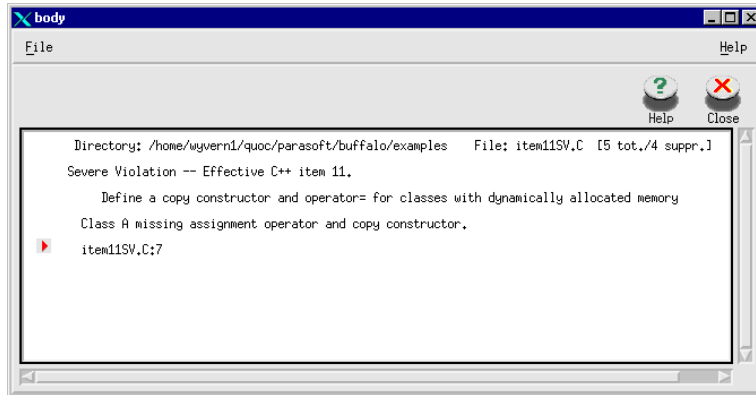 body
File Help
Help Close
Directory: /home/wyvern1/quoc/parasoft/buffalo/examples File: item11SV.C [5 tot./4 suppr.]
Severe Violation -- Effective C++ item 11.
Define a copy constructor and operator= for classes with dynamically allocated memory
Class A missing assignment operator and copy constructor.
item11SV.C:7